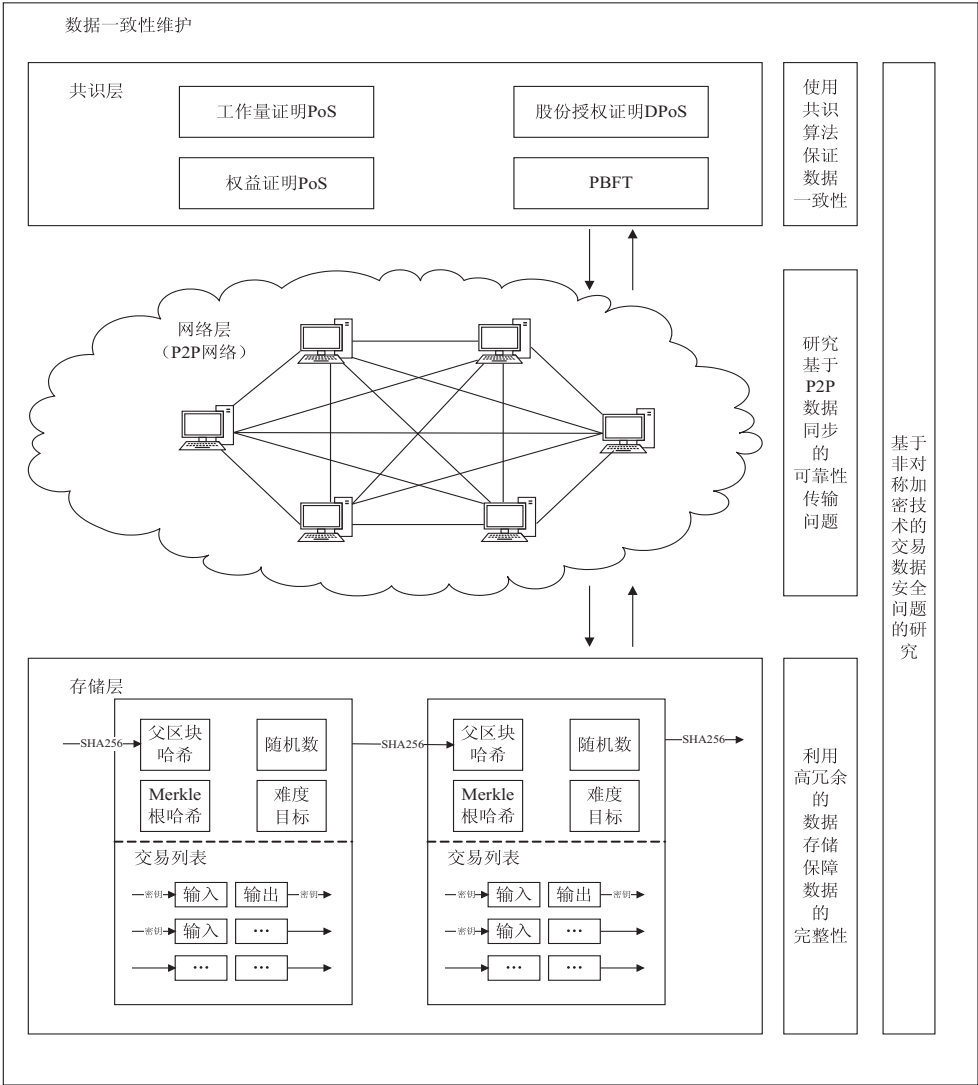 数据一致性维护
共识层
工作量证明PoS
股份授权证明DPoS
权益证明PoS
PBFT
使用
共识
算法
保证
数据
一致性
网络层
（P2P网络）
研究
基于
P2P
数据
同步
的
可靠性
传输
问题
基于
非对
称加
密技
术的
交易
数据
安全
问题
的研
究
存储层
SHA256
父区块
哈希
随机数
Merkle
根哈希
难度
目标
交易列表
密钥
输入
输出
密钥
密钥
输入
…
…
…
SHA256
父区块
哈希
随机数
Merkle
根哈希
难度
目标
交易列表
密钥
输入
输出
密钥
密钥
输入
…
…
…
SHA256
利用
高冗余
的
数据
存储
保障
数据
的
完整性